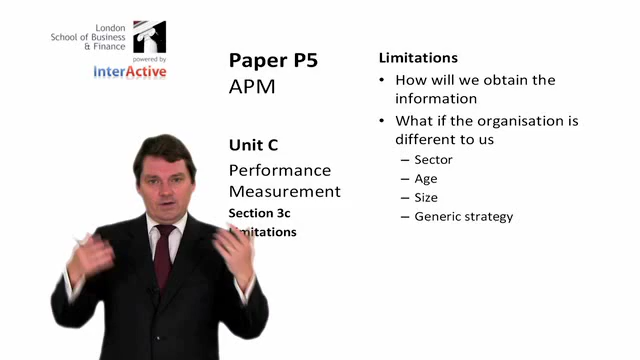 London
School of Business
& Finance
powered by
InterActive
Paper P5
APM
Unit C
Performance
Measurement
Section 3c
Limitations
Limitations
• How will we obtain the
information
• What if the organisation is
different to us
– Sector
– Age
– Size
– Generic strategy